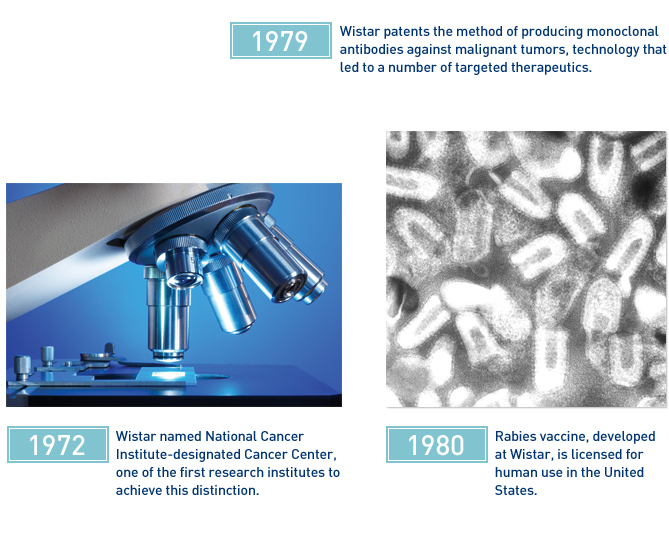 1979
Wistar patents the method of producing monoclonal
antibodies against malignant tumors, technology that
led to a number of targeted therapeutics.
1972
Wistar named National Cancer
Institute-designated Cancer Center,
one of the first research institutes to
achieve this distinction.
1980
Rabies vaccine, developed
at Wistar, is licensed for
human use in the United
States.